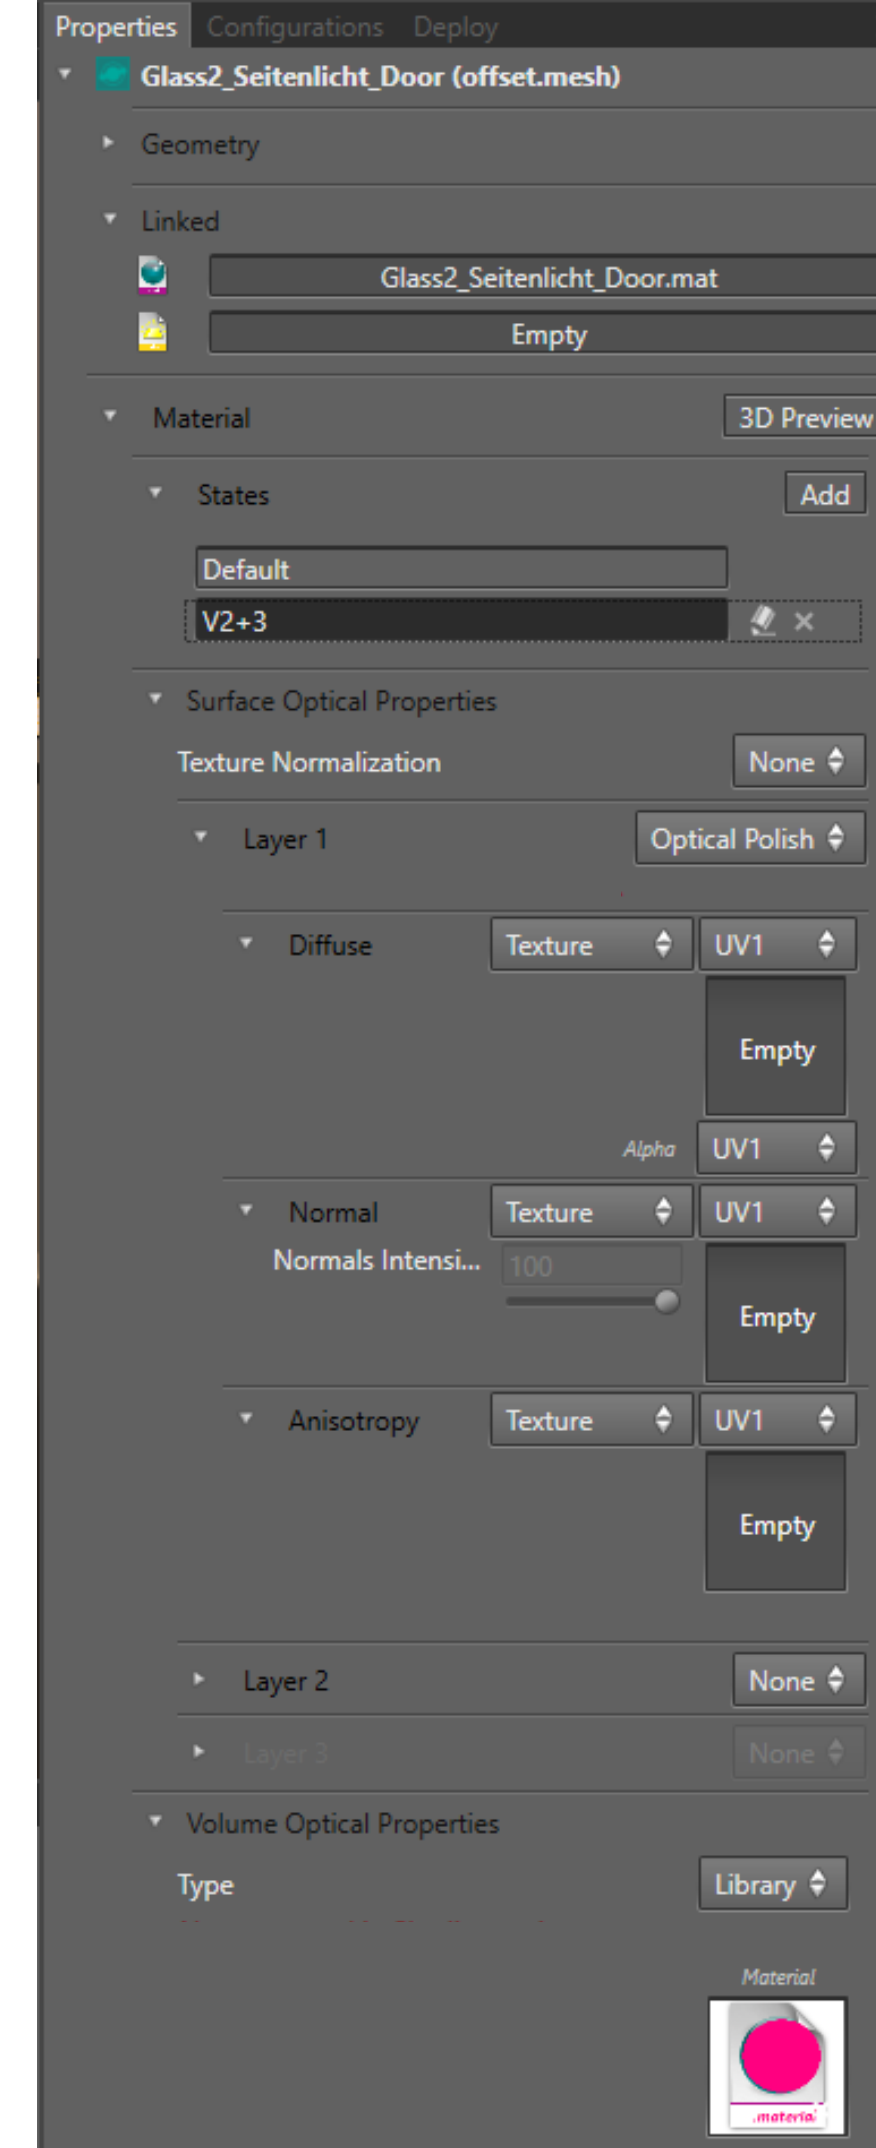 Properties Configurations Deploy
Glass2_Seitenlicht_Door (offset.mesh)
Geometry
Linked
Glass2_Seitenlicht_Door.mat
Empty
Material 3D Preview
States Add
Default
V2+3
Surface Optical Properties
Texture Normalization None
Layer 1 Optical Polish
Diffuse Texture UV1
Empty
Alpha UV1
Normal Texture UV1
Normals Intensi... 100
Empty
Anisotropy Texture UV1
Empty
Layer 2 None
Layer 3 None
Volume Optical Properties
Type Library
Material
.material